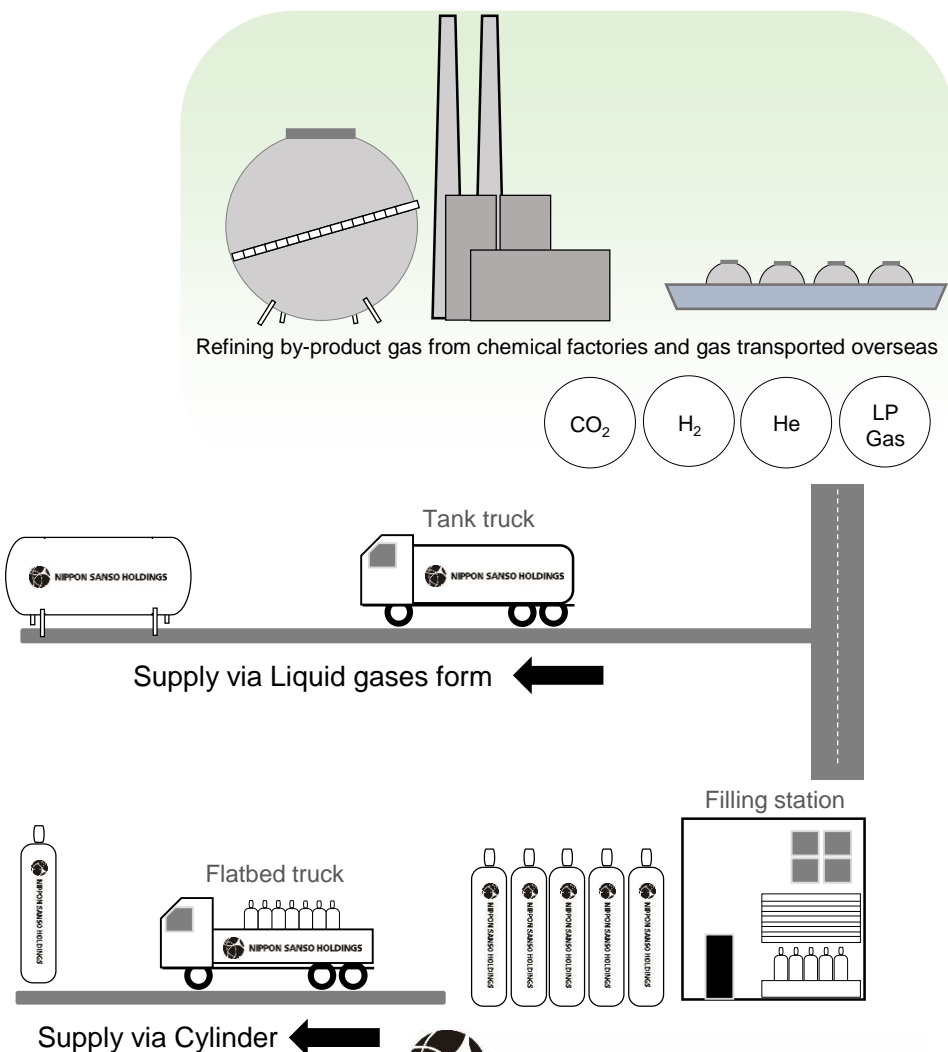 Refining by-product gas from chemical factories and gas transported overseas
CO₂
H₂
He
LP
Gas
Tank truck
NIPPON SANSO HOLDINGS
NIPPON SANSO HOLDINGS
Supply via Liquid gases form
Filling station
Flatbed truck
NIPPON SANSO HOLDINGS
NIPPON SANSO HOLDINGS
NIPPON SANSO HOLDINGS
NIPPON SANSO HOLDINGS
NIPPON SANSO HOLDINGS
NIPPON SANSO HOLDINGS
NIPPON SANSO HOLDINGS
Supply via Cylinder